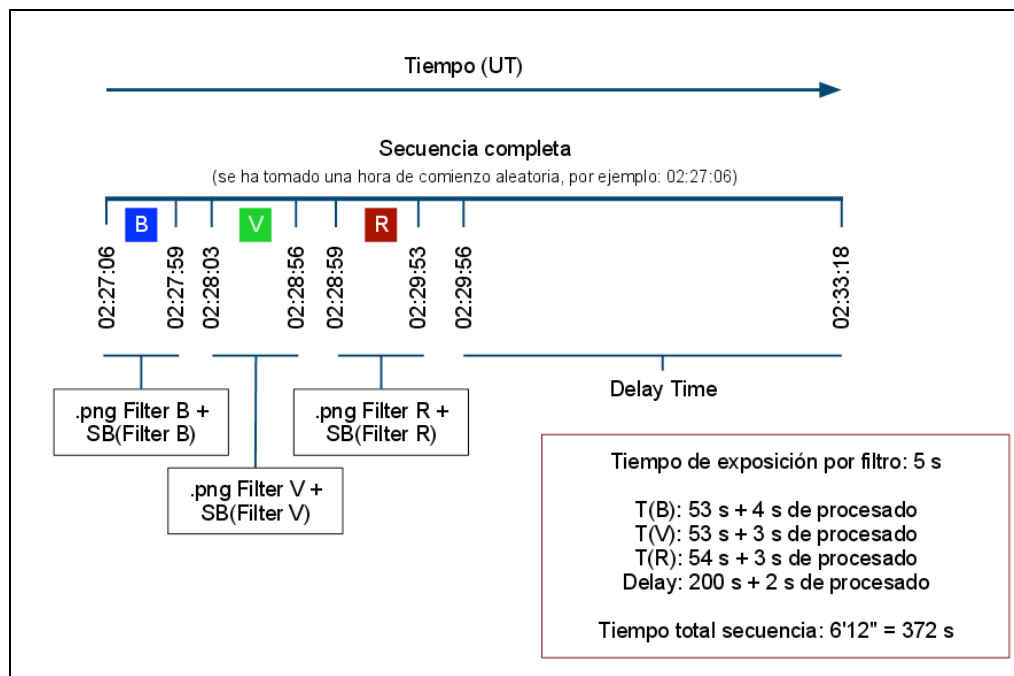 Tiempo (UT)
Secuencia completa
(se ha tomado una hora de comienzo aleatoria, por ejemplo: 02:27:06)
B
V
R
02:27:06
02:27:59
02:28:03
02:28:56
02:28:59
02:29:53
02:29:56
02:33:18
.png Filter B +
SB(Filter B)
.png Filter V +
SB(Filter V)
.png Filter R +
SB(Filter R)
Delay Time
Tiempo de exposición por filtro: 5 s
T(B): 53 s + 4 s de procesado
T(V): 53 s + 3 s de procesado
T(R): 54 s + 3 s de procesado
Delay: 200 s + 2 s de procesado
Tiempo total secuencia: 6'12" = 372 s